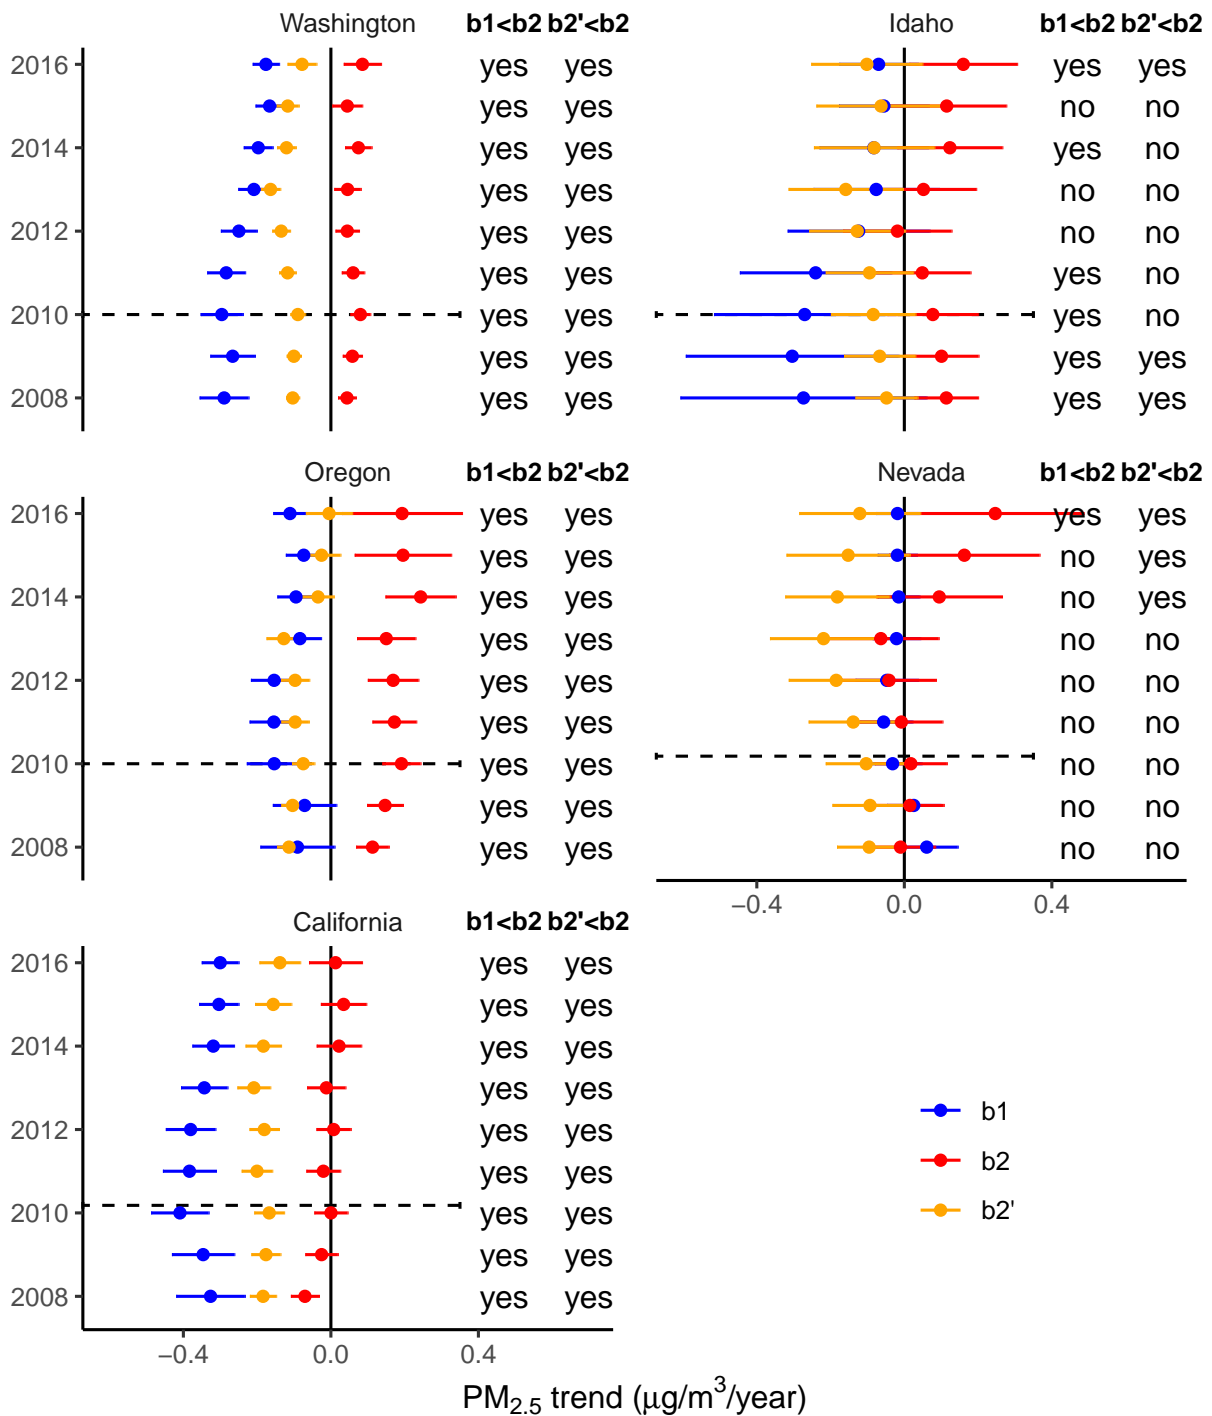 Washington b1<b2 b2'<b2
2016 yes yes
yes yes
2014 yes yes
yes yes
2012 yes yes
yes yes
2010 yes yes
yes yes
2008 yes yes
Idaho b1<b2 b2'<b2
yes yes
no no
yes no
no no
no no
yes no
yes no
yes yes
yes yes
Oregon b1<b2 b2'<b2
2016 yes yes
yes yes
2014 yes yes
yes yes
2012 yes yes
yes yes
2010 yes yes
yes yes
2008 yes yes
Nevada b1<b2 b2'<b2
yes yes
no yes
no yes
no no
no no
no no
no no
no no
no no
−0.4 0.0 0.4
California b1<b2 b2'<b2
2016 yes yes
yes yes
2014 yes yes
yes yes
2012 yes yes
yes yes
2010 yes yes
yes yes
2008 yes yes
−0.4 0.0 0.4
b1
b2
b2'
PM2.5 trend (μg/m3/year)